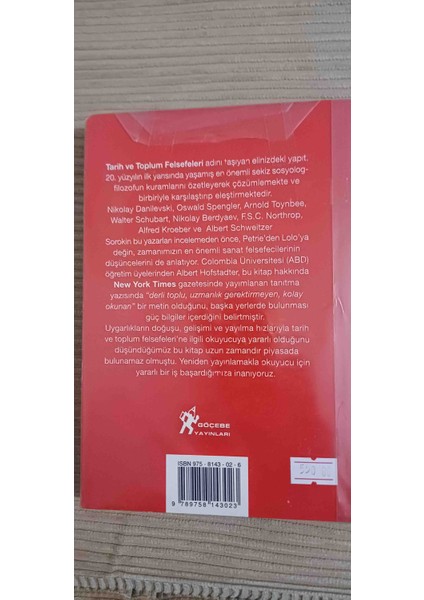 Tarih ve Toplum Felsefeleri adını taşıyan elinizdeki yapıt,
20. yüzyılın ilk yarısında yaşamış en önemli sekiz sosyolog-
filozofun kuramlarını özetleyerek çözümlemekte ve
birbiriyle karşılaştırıp eleştirmektedir.
Nikolay Danilevski, Oswald Spengler, Arnold Toynbee,
Walter Schubart, Nikolay Berdyaev, F.S.C. Northrop,
Alfred Kroeber ve Albert Schweitzer
Sorokin bu yazarları incelemeden önce, Petrie'den Lolo'ya
değin, zamanımızın en önemli sanat felsefecilerinin
düşüncelerini de anlatıyor. Colombia Üniversitesi (ABD)
öğretim üyelerinden Albert Hofstadter, bu kitap hakkında
New York Times gazetesinde yayımlanan tanıtma
yazısında "derli toplu, uzmanlık gerektirmeyen, kolay
okunan" bir metin olduğunu, başka yerlerde bulunması
güç bilgiler içerdiğini belirtmiştir.
Uygarlıkların doğuşu, gelişimi ve yayılma hızlarıyla tarih
ve toplum felsefeleri'ne ilgili okuyucuya yararlı olduğunu
düşündüğümüz bu kitap uzun zamandır piyasada
bulunamaz olmuştu. Yeniden yayınlamakla okuyucu için
yararlı bir iş başardığımıza inanıyoruz.
GÖÇEBE
YAYINLARI
ISBN 975 - 8143 - 02 - 6
9 789758 143023